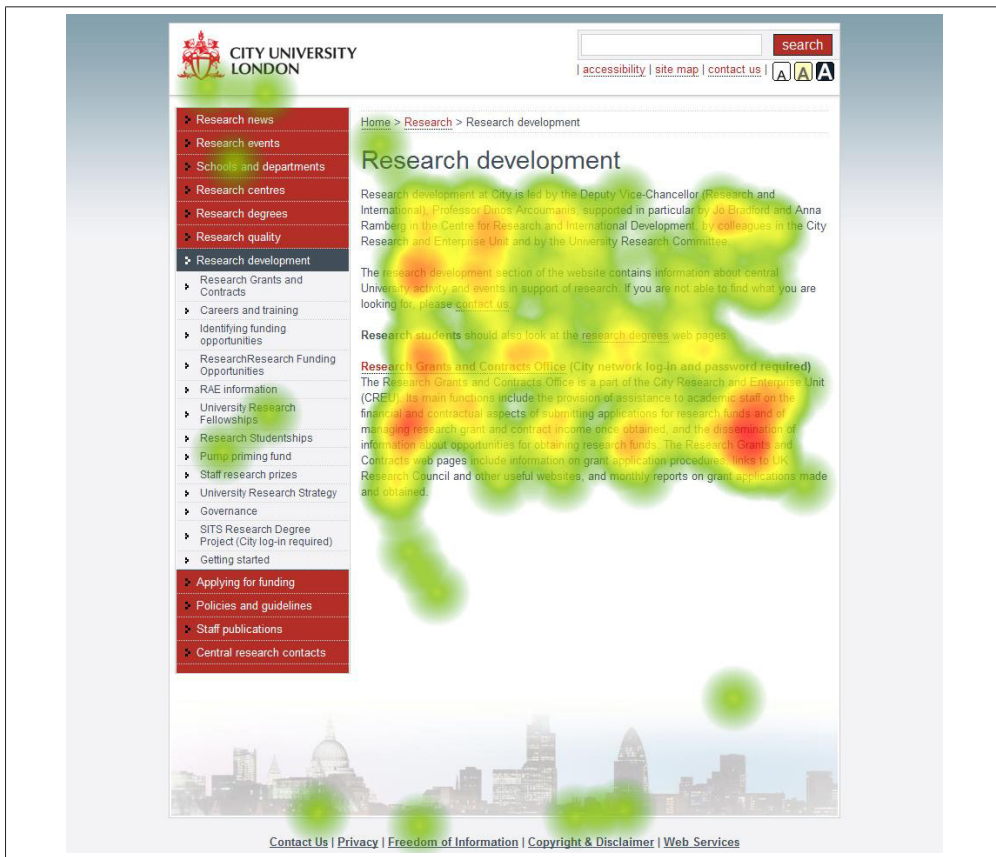 CITY UNIVERSITY
LONDON
search
| accessibility | site map | contact us | A A A
Research news
Research events
Schools and departments
Research centres
Research degrees
Research quality
Research development
Research Grants and
Contracts
Careers and training
Identifying funding
opportunities
ResearchResearch Funding
Opportunities
RAE information
University Research
Fellowships
Research Studentships
Pump priming fund
Staff research prizes
University Research Strategy
Governance
SITS Research Degree
Project (City log-in required)
Getting started
Applying for funding
Policies and guidelines
Staff publications
Central research contacts
Home > Research > Research development
Research development
Research development at City is led by the Deputy Vice-Chancellor (Research and
International), Professor Dinos Arcoumanis, supported in particular by Jo Bradford and Anna
Ramberg in the Centre for Research and International Development, by colleagues in the City
Research and Enterprise Unit and by the University Research Committee.
The research development section of the website contains information about central
University activity and events in support of research. If you are not able to find what you are
looking for, please contact us.
Research students should also look at the research degrees web pages.
Research Grants and Contracts Office (City network log-in and password required)
The Research Grants and Contracts Office is a part of the City Research and Enterprise Unit
(CREU). Its main functions include the provision of assistance to academic staff on the
financial and contractual aspects of submitting applications for research funds and of
managing research grant and contract income once obtained, and the dissemination of
information about opportunities for obtaining research funds. The Research Grants and
Contracts web pages include information on grant application procedures, links to UK
Research Council and other useful websites, and monthly reports on grant applications made
and obtained.
Contact Us | Privacy | Freedom of Information | Copyright & Disclaimer | Web Services